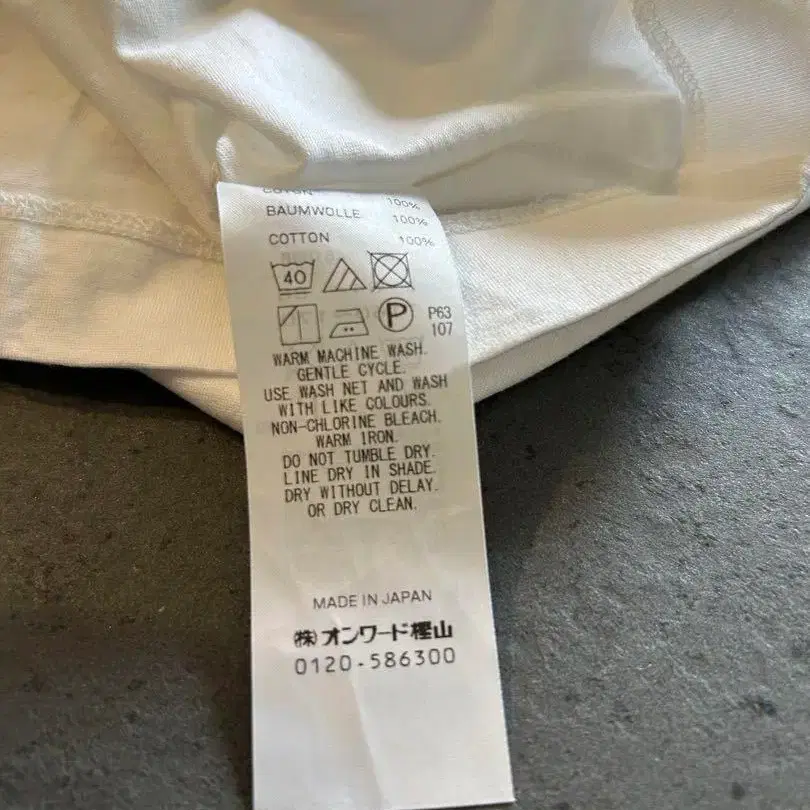 COTON 100%
BAUMWOLLE 100%
COTTON 100%
40
P P63
107
WARM MACHINE WASH.
GENTLE CYCLE.
USE WASH NET AND WASH
WITH LIKE COLOURS.
NON-CHLORINE BLEACH.
WARM IRON.
DO NOT TUMBLE DRY.
LINE DRY IN SHADE.
DRY WITHOUT DELAY.
OR DRY CLEAN.
MADE IN JAPAN
㈱オンワード樫山
0120-586300